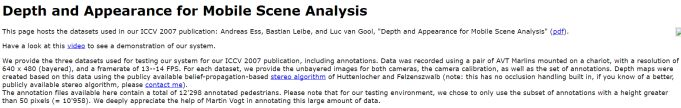 Depth and Appearance for Mobile Scene Analysis
This page hosts the datasets used in our ICCV 2007 publication: Andreas Ess, Bastian Leibe, and Luc van Gool, "Depth and Appearance for Mobile Scene Analysis" (pdf).
Have a look at this video to see a demonstration of our system.
We provide the three datasets used for testing our system for our ICCV 2007 publication, including annotations. Data was recorded using a pair of AVT Marlins mounted on a chariot, with a resolution of
640 x 480 (bayered), and a framerate of 13--14 FPS. For each dataset, we provide the unbayered images for both cameras, the camera calibration, as well as the set of annotations. Depth maps were
created based on this data using the publicly available belief-propagation-based stereo algorithm of Huttenlocher and Felzenszwalb (note: this has no occlusion handling built in, if you know of a better,
publicly available stereo algorithm, please contact me).
The annotation files available here contain a total of 12'298 annotated pedestrians. Please note that for our testing environment, we chose to only use the subset of annotations with a height greater
than 50 pixels (= 10'958). We deeply appreciate the help of Martin Vogt in annotating this large amount of data.